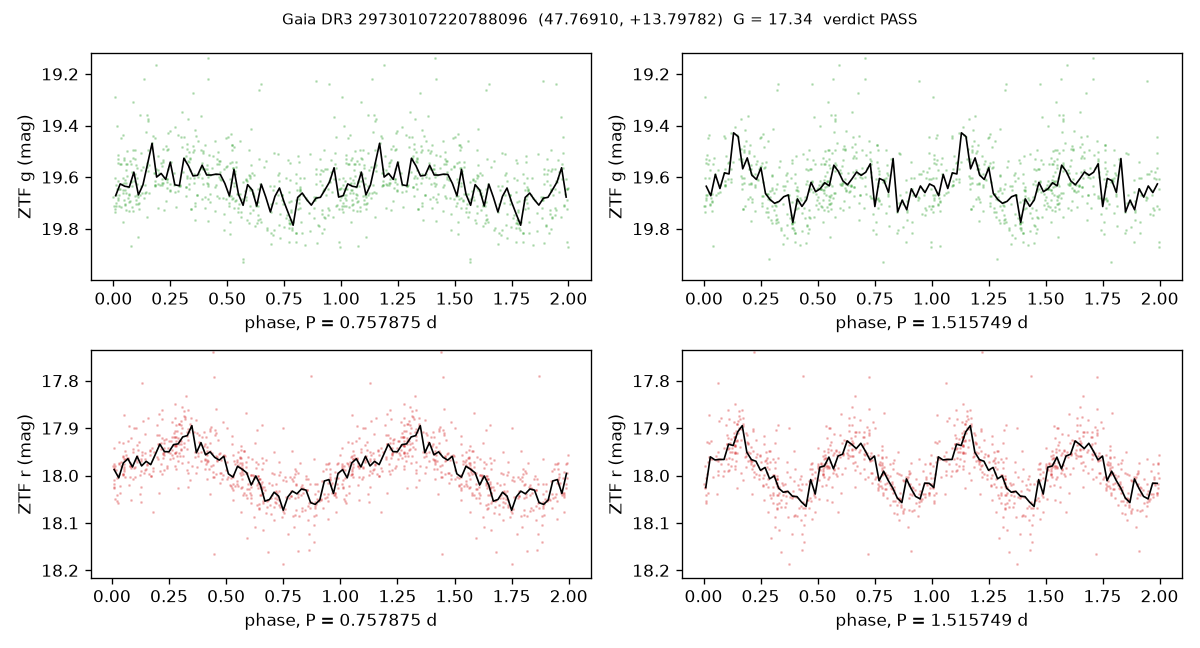 Gaia DR3 29730107220788096 (47.76910, +13.79782) G = 17.34 verdict PASS
ZTF g (mag)
19.2
19.4
19.6
19.8
0.00 0.25 0.50 0.75 1.00 1.25 1.50 1.75 2.00
phase, P = 0.757875 d
ZTF g (mag)
19.2
19.4
19.6
19.8
0.00 0.25 0.50 0.75 1.00 1.25 1.50 1.75 2.00
phase, P = 1.515749 d
ZTF r (mag)
17.8
17.9
18.0
18.1
18.2
0.00 0.25 0.50 0.75 1.00 1.25 1.50 1.75 2.00
phase, P = 0.757875 d
ZTF r (mag)
17.8
17.9
18.0
18.1
18.2
0.00 0.25 0.50 0.75 1.00 1.25 1.50 1.75 2.00
phase, P = 1.515749 d